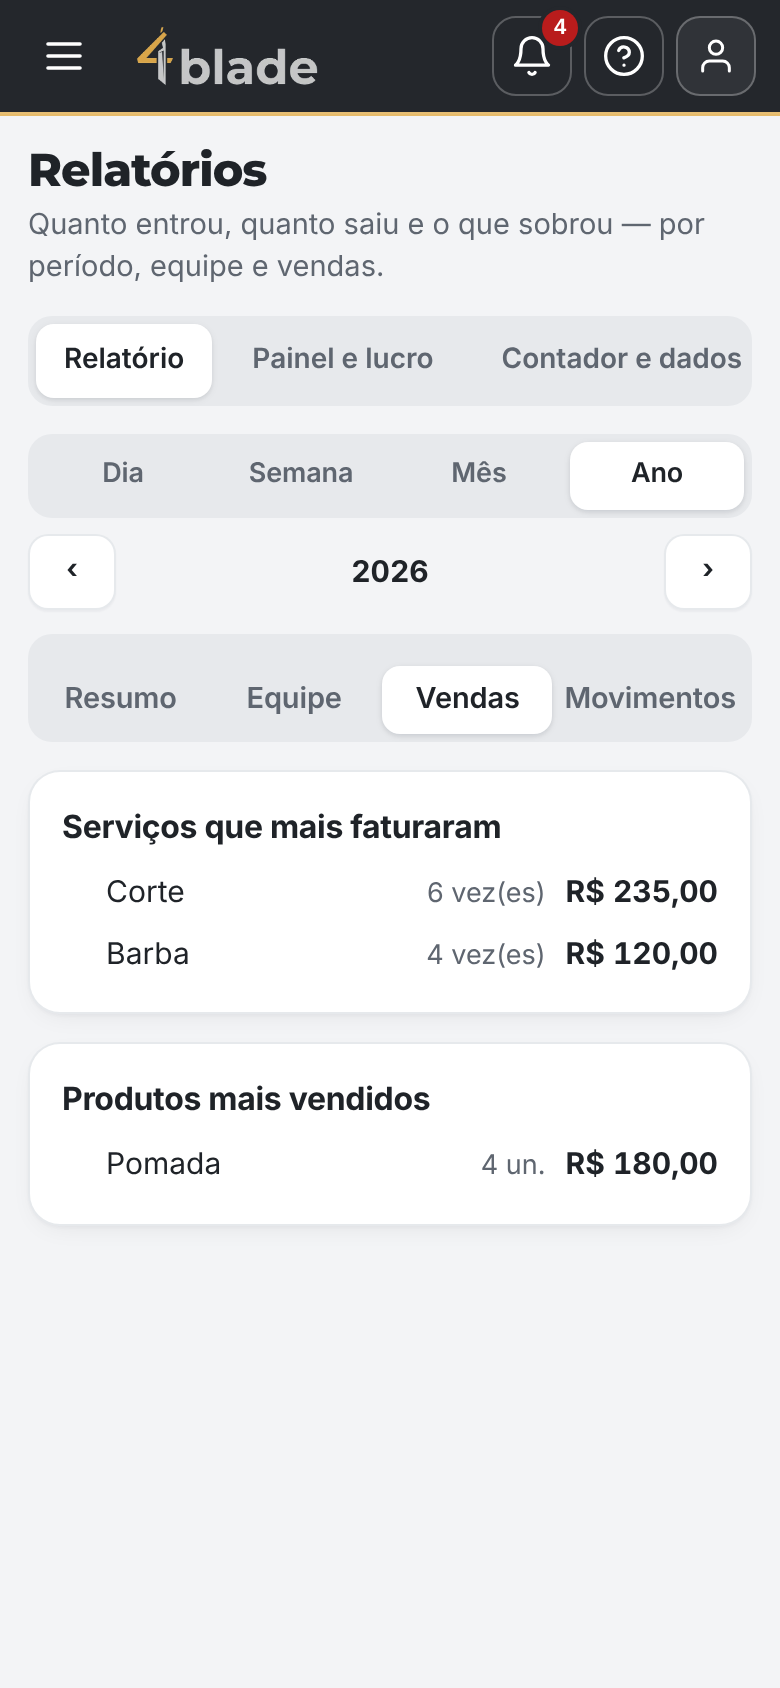 4blade
4
Relatórios
Quanto entrou, quanto saiu e o que sobrou — por
período, equipe e vendas.
Relatório Painel e lucro Contador e dados
Dia Semana Mês Ano
‹ 2026 ›
Resumo Equipe Vendas Movimentos
Serviços que mais faturaram
Corte 6 vez(es) R$ 235,00
Barba 4 vez(es) R$ 120,00
Produtos mais vendidos
Pomada 4 un. R$ 180,00